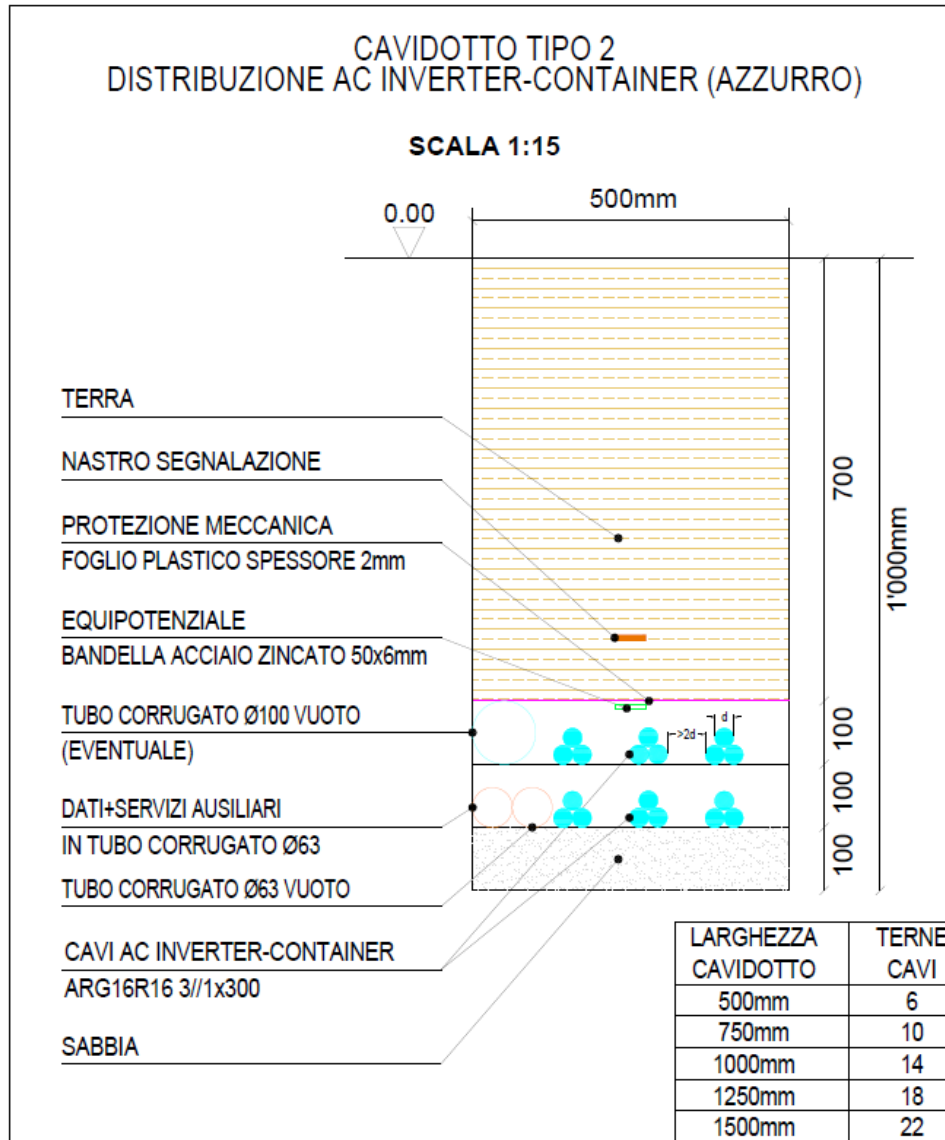 CAVIDOTTO TIPO 2
DISTRIBUZIONE AC INVERTER-CONTAINER (AZZURRO)
SCALA 1:15
500mm
0.00
TERRA
NASTRO SEGNALAZIONE
PROTEZIONE MECCANICA
FOGLIO PLASTICO SPESSORE 2mm
EQUIPOTENZIALE
BANDELLA ACCIAIO ZINCATO 50x6mm
TUBO CORRUGATO Ø100 VUOTO
(EVENTUALE)
DATI+SERVIZI AUSILIARI
IN TUBO CORRUGATO Ø63
TUBO CORRUGATO Ø63 VUOTO
CAVI AC INVERTER-CONTAINER
ARG16R16 3//1x300
SABBIA
>2d
d
700
100
100
100
1'000mm
LARGHEZZA CAVIDOTTO TERNE CAVI
500mm 6
750mm 10
1000mm 14
1250mm 18
1500mm 22